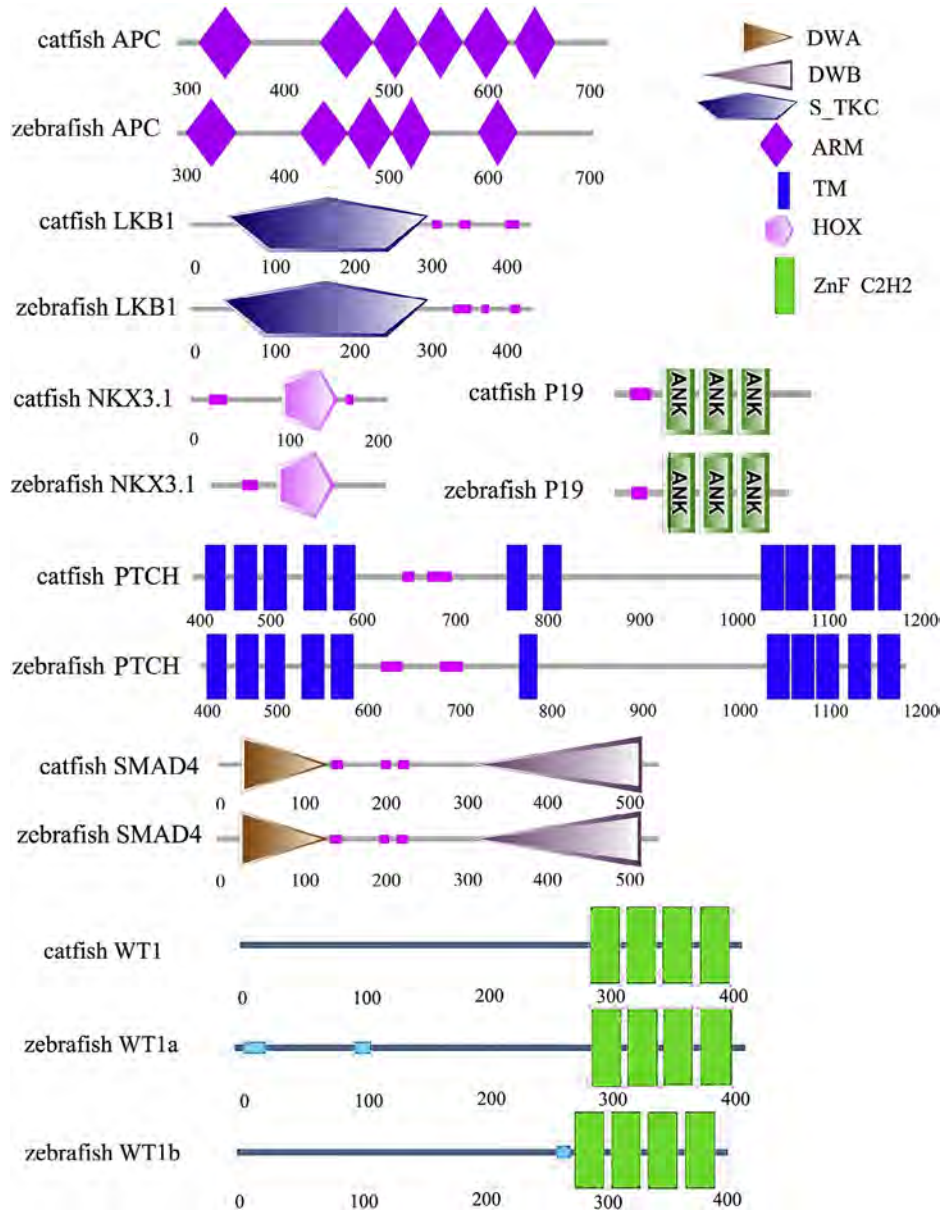 catfish APC
300 400 500 600 700
zebrafish APC
300 400 500 600 700
catfish LKB1
0 100 200 300 400
zebrafish LKB1
0 100 200 300 400
catfish NKX3.1
0 100 200
zebrafish NKX3.1
catfish P19
ANK ANK ANK
zebrafish P19
ANK ANK ANK
catfish PTCH
400 500 600 700 800 900 1000 1100 1200
zebrafish PTCH
400 500 600 700 800 900 1000 1100 1200
catfish SMAD4
0 100 200 300 400 500
zebrafish SMAD4
0 100 200 300 400 500
catfish WT1
0 100 200 300 400
zebrafish WT1a
0 100 200 300 400
zebrafish WT1b
0 100 200 300 400
DWA
DWB
S_TKC
ARM
TM
HOX
ZnF C2H2